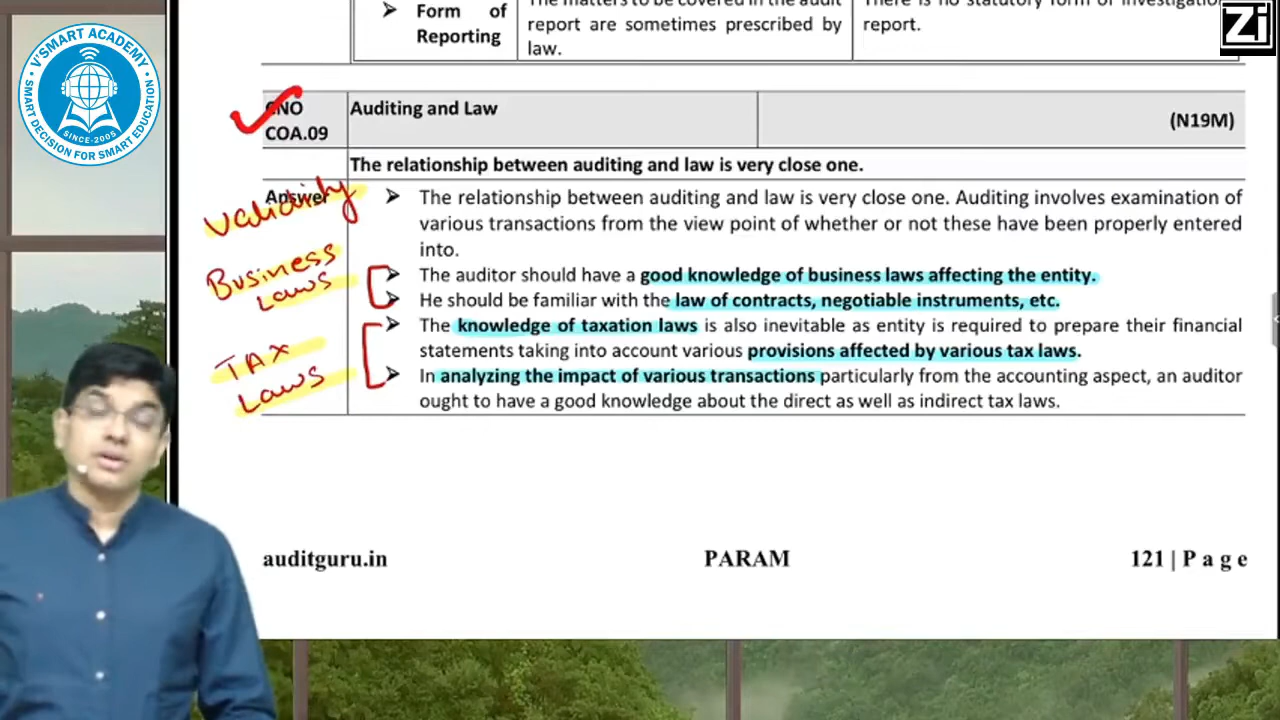 V'SMART ACADEMY
SINCE-2005
SMART DECISION FOR SMART EDUCATION
Zi
Form of
Reporting
The matters to be covered in the audit
report are sometimes prescribed by
law.
There is no statutory form of investigation
report.
CNO
COA.09
Auditing and Law
(N19M)
The relationship between auditing and law is very close one.
Answer
➢ The relationship between auditing and law is very close one. Auditing involves examination of
various transactions from the view point of whether or not these have been properly entered
into.
➢ The auditor should have a good knowledge of business laws affecting the entity.
➢ He should be familiar with the law of contracts, negotiable instruments, etc.
➢ The knowledge of taxation laws is also inevitable as entity is required to prepare their financial
statements taking into account various provisions affected by various tax laws.
➢ In analyzing the impact of various transactions particularly from the accounting aspect, an auditor
ought to have a good knowledge about the direct as well as indirect tax laws.
Validity
Business
Laws
TAX
Laws
auditguru.in
PARAM
121 | P a g e